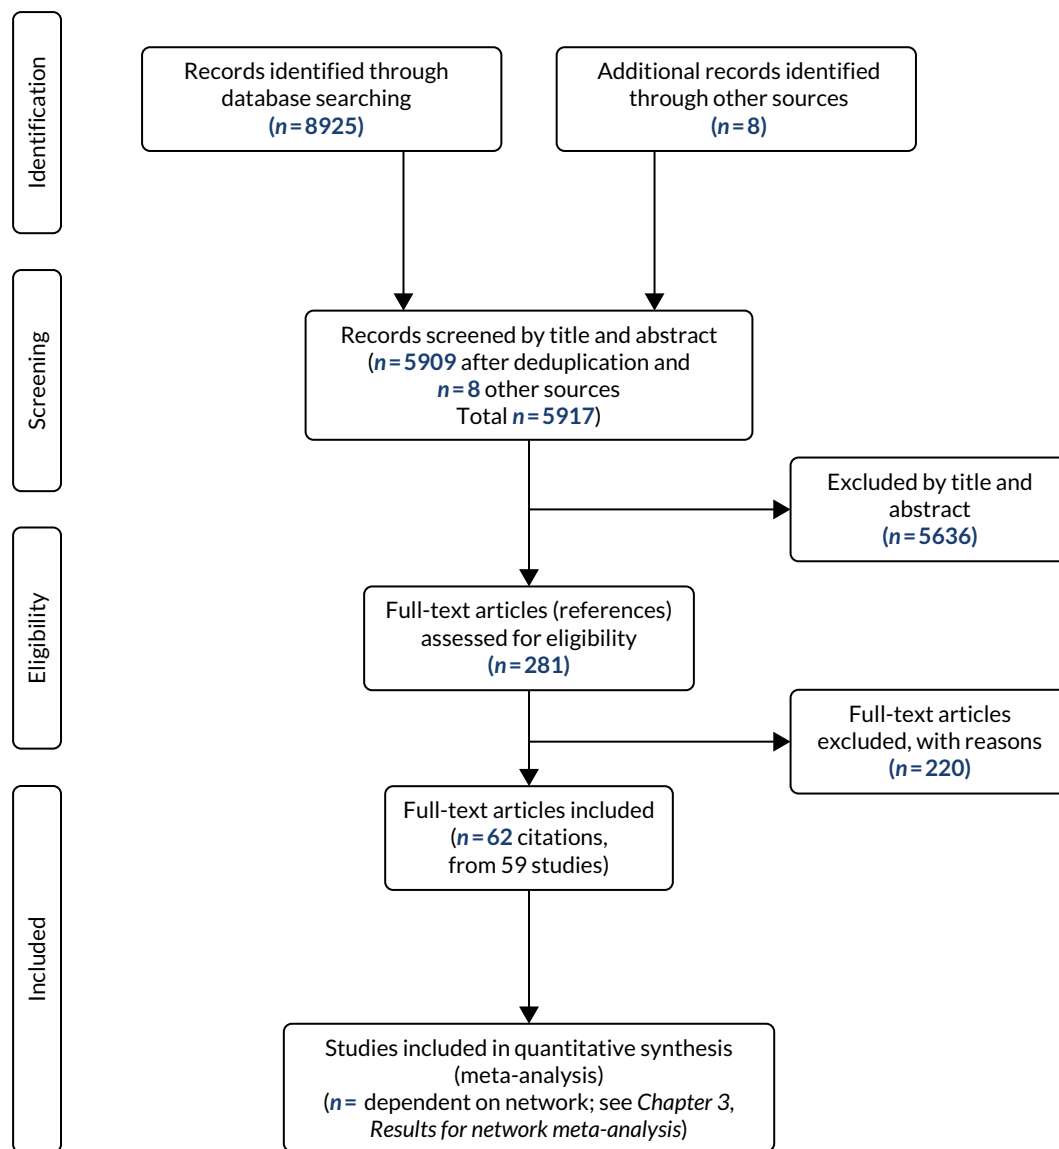 Identification
Records identified through
database searching
(n=8925)
Additional records identified
through other sources
(n=8)
Screening
Records screened by title and abstract
(n=5909 after deduplication and
n=8 other sources
Total n=5917)
Excluded by title and
abstract
(n=5636)
Eligibility
Full-text articles (references)
assessed for eligibility
(n=281)
Full-text articles
excluded, with reasons
(n=220)
Included
Full-text articles included
(n=62 citations,
from 59 studies)
Studies included in quantitative synthesis
(meta-analysis)
(n= dependent on network; see Chapter 3,
Results for network meta-analysis)